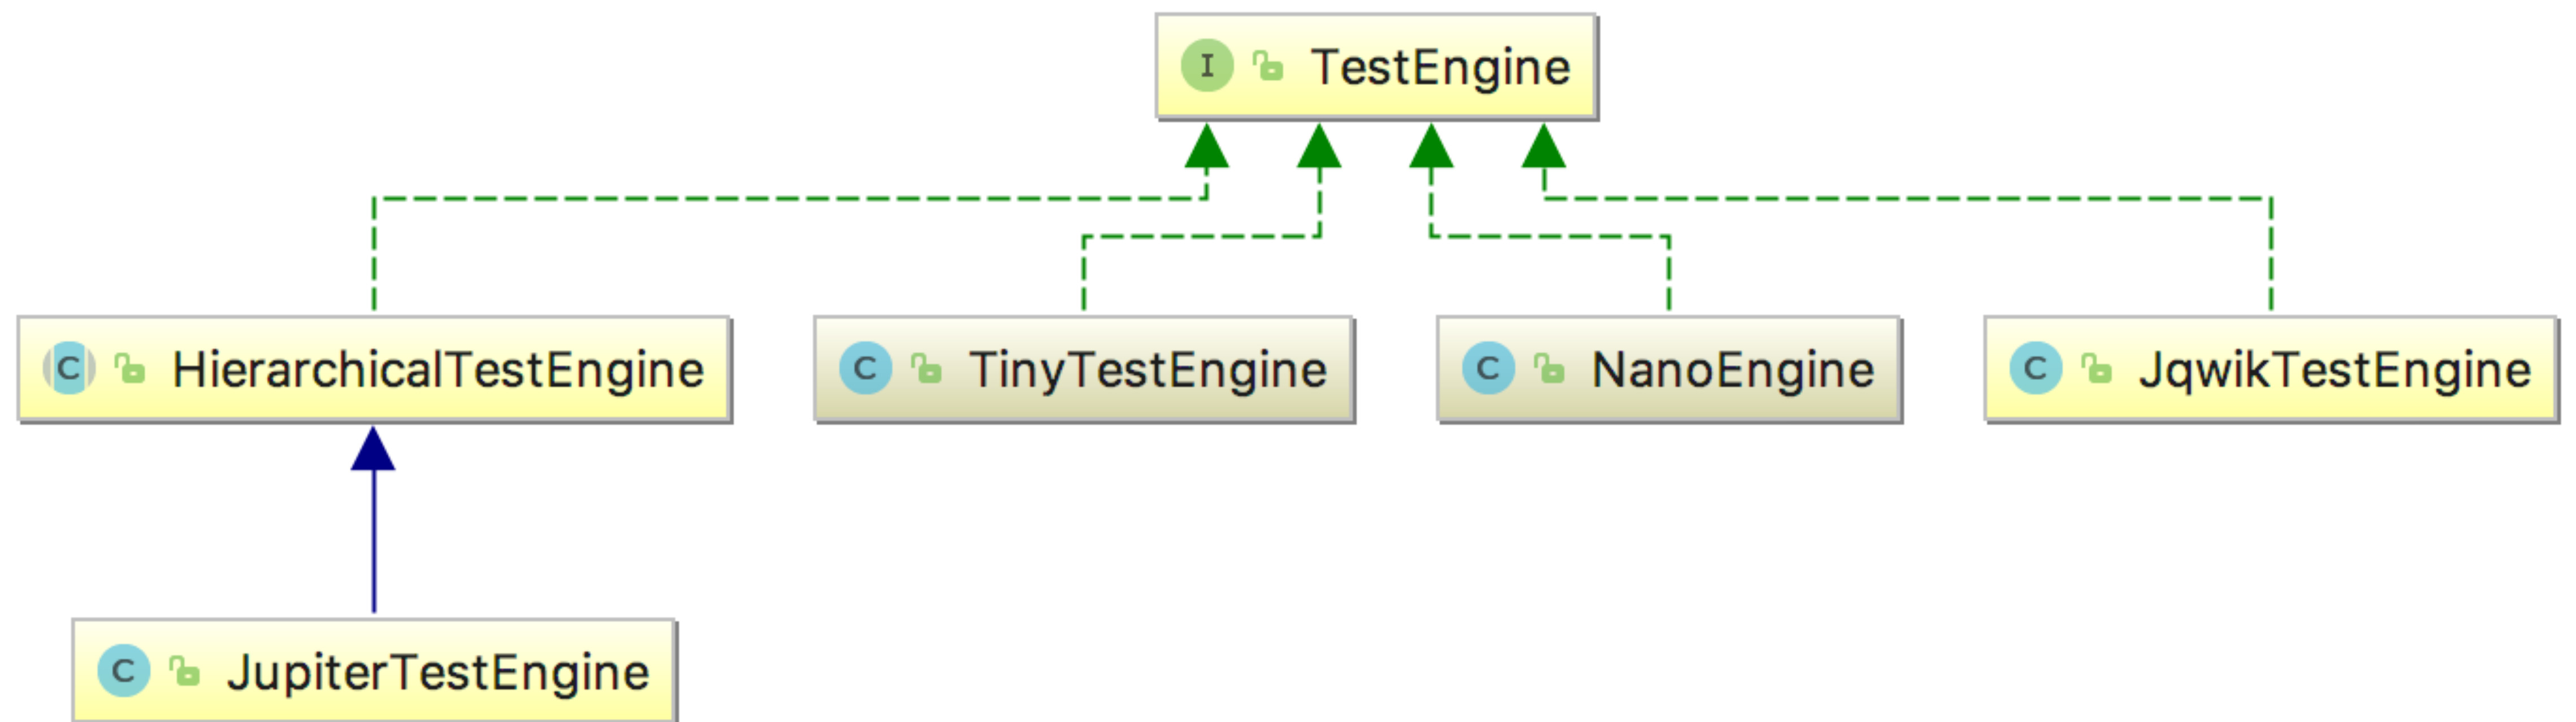 I TestEngine
C HierarchicalTestEngine
C TinyTestEngine
C NanoEngine
C JqwikTestEngine
C JupiterTestEngine